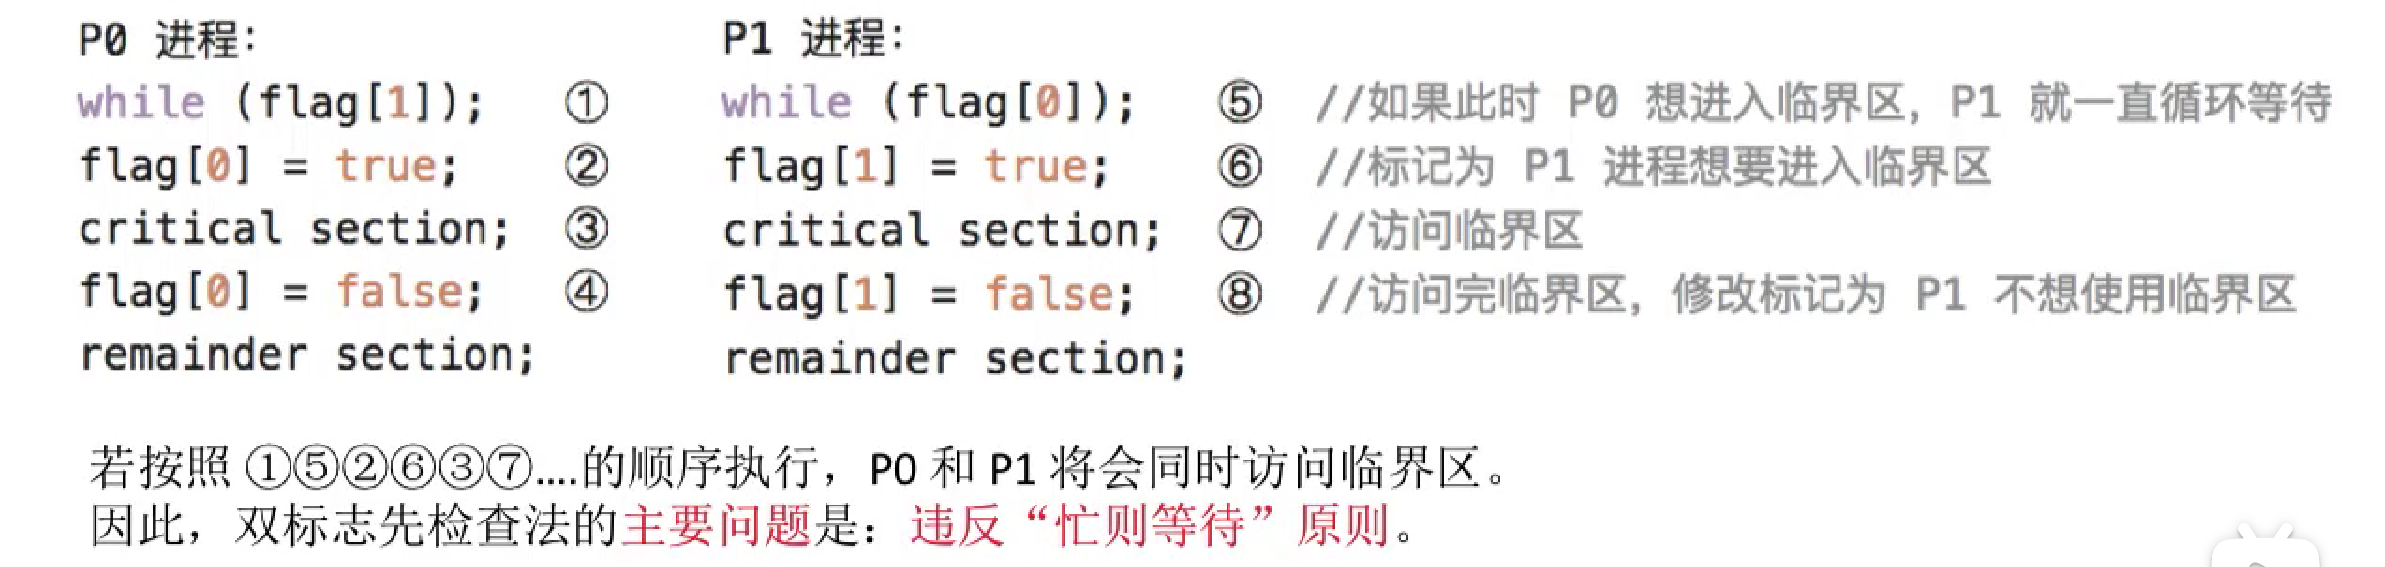 P0 进程： P1 进程：
while (flag[1]); ① while (flag[0]); ⑤ //如果此时 P0 想进入临界区，P1 就一直循环等待
flag[0] = true; ② flag[1] = true; ⑥ //标记为 P1 进程想要进入临界区
critical section; ③ critical section; ⑦ //访问临界区
flag[0] = false; ④ flag[1] = false; ⑧ //访问完临界区，修改标记为 P1 不想使用临界区
remainder section; remainder section;
若按照 ①⑤②⑥③⑦....的顺序执行，P0 和 P1 将会同时访问临界区。
因此，双标志先检查法的主要问题是：违反“忙则等待”原则。